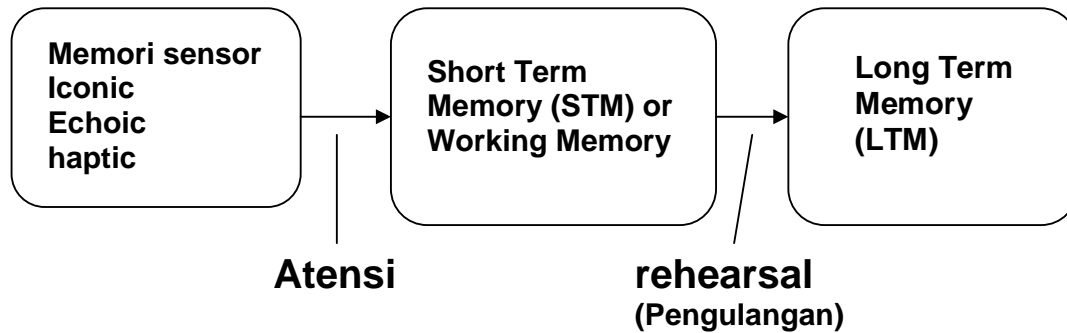 Memori sensor
Iconic
Echoic
haptic
Short Term
Memory (STM) or
Working Memory
Long Term
Memory
(LTM)
Atensi
rehearsal
(Pengulangan)